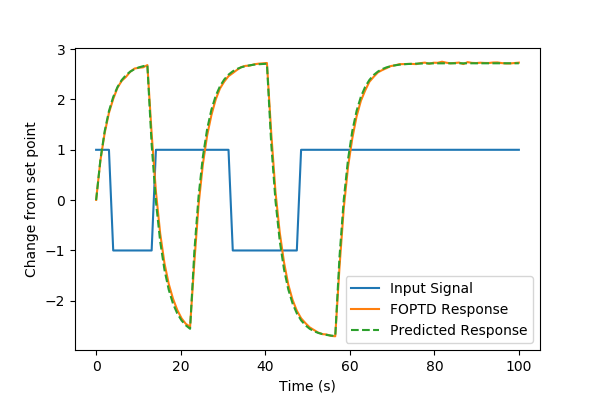 3
2
1
0
−1
−2
Change from set point
0
20
40
60
80
100
Time (s)
Input Signal
FOPTD Response
Predicted Response